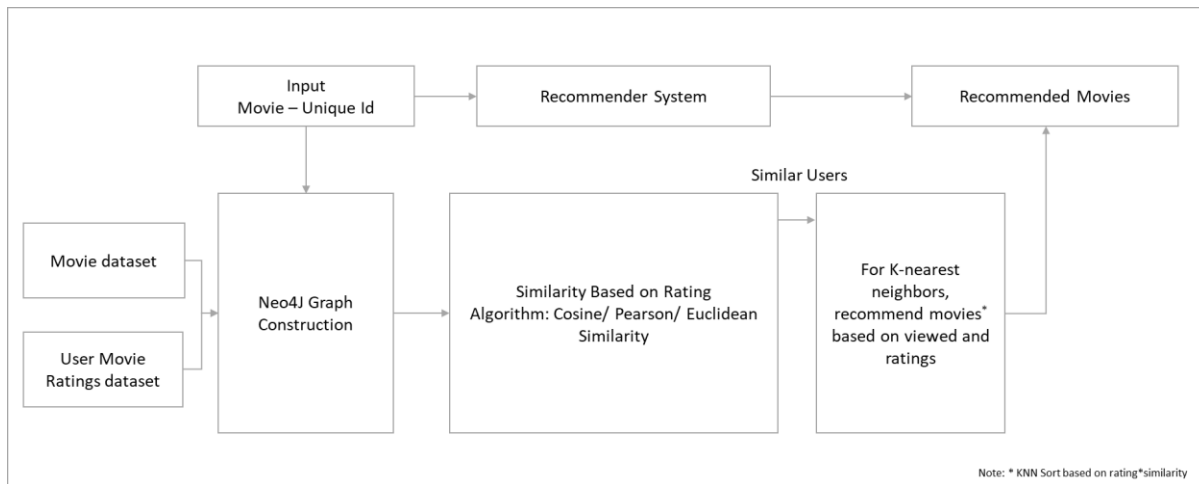 Input
Movie – Unique Id
Recommender System
Recommended Movies
Similar Users
Movie dataset
User Movie
Ratings dataset
Neo4J Graph
Construction
Similarity Based on Rating
Algorithm: Cosine/ Pearson/ Euclidean
Similarity
For K-nearest
neighbors,
recommend movies*
based on viewed and
ratings
Note: * KNN Sort based on rating*similarity